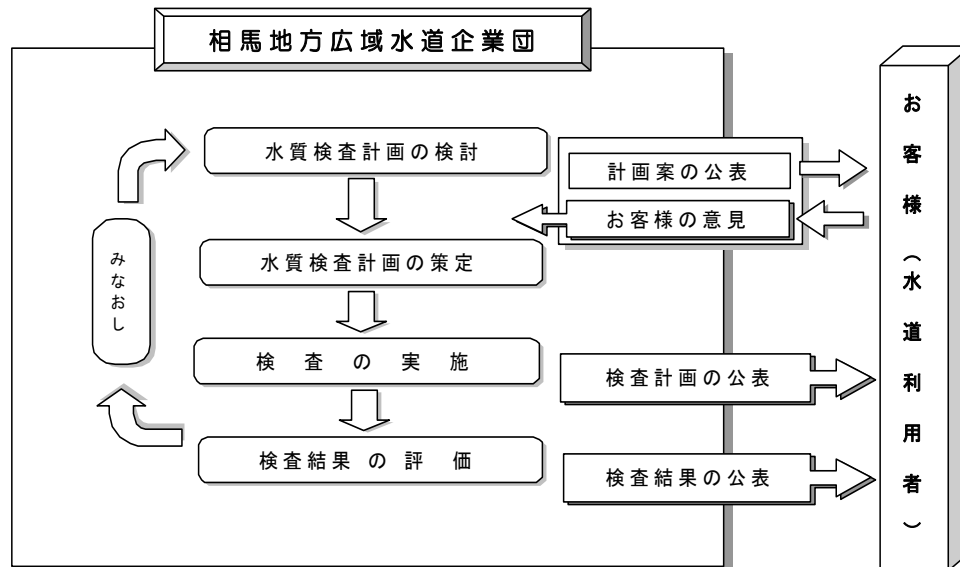 相馬地方広域水道企業団
水質検査計画の検討
計画案の公表
お客様の意見
水質検査計画の策定
みなおし
検査の実施
検査計画の公表
検査結果の評価
検査結果の公表
お客様（水道利用者）